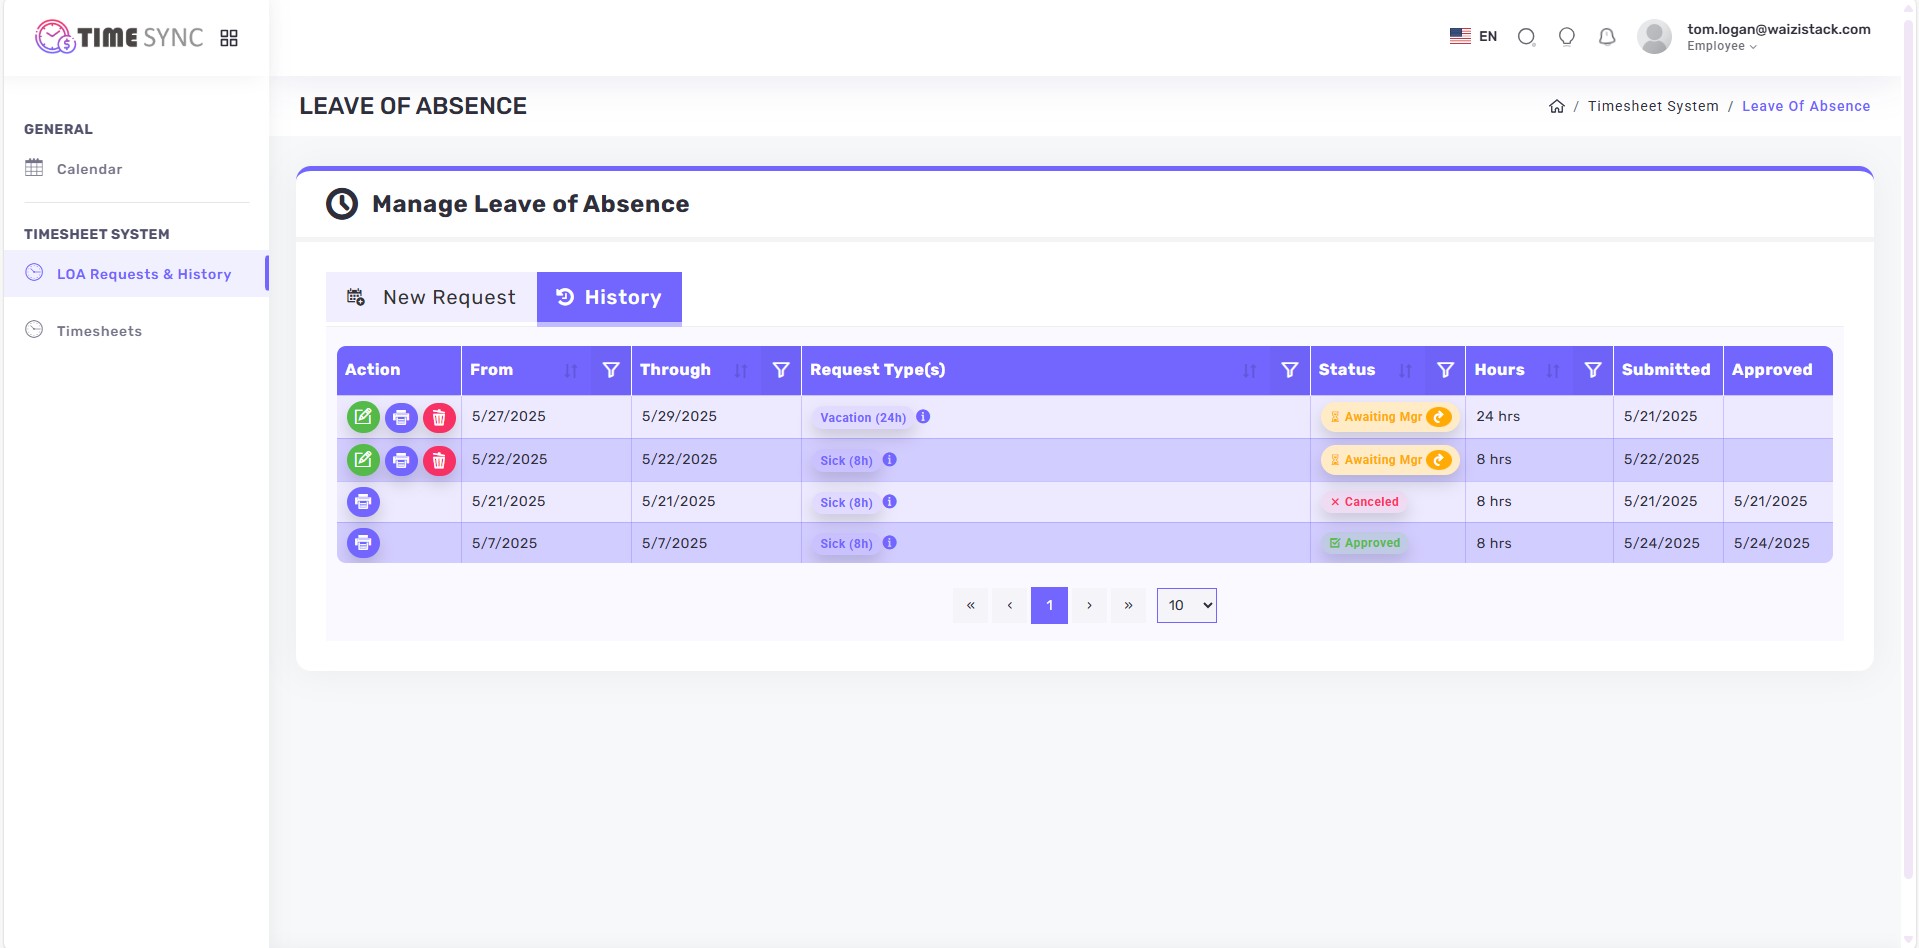 TIME SYNC
EN
tom.logan@waizistack.com
Employee
LEAVE OF ABSENCE
/ Timesheet System / Leave Of Absence
GENERAL
Calendar
TIMESHEET SYSTEM
LOA Requests & History
Timesheets
Manage Leave of Absence
New Request History
Action From Through Request Type(s) Status Hours Submitted Approved
5/27/2025 5/29/2025 Vacation (24h) Awaiting Mgr 24 hrs 5/21/2025
5/22/2025 5/22/2025 Sick (8h) Awaiting Mgr 8 hrs 5/22/2025
5/21/2025 5/21/2025 Sick (8h) Canceled 8 hrs 5/21/2025 5/21/2025
5/7/2025 5/7/2025 Sick (8h) Approved 8 hrs 5/24/2025 5/24/2025
« ‹ 1 › » 10